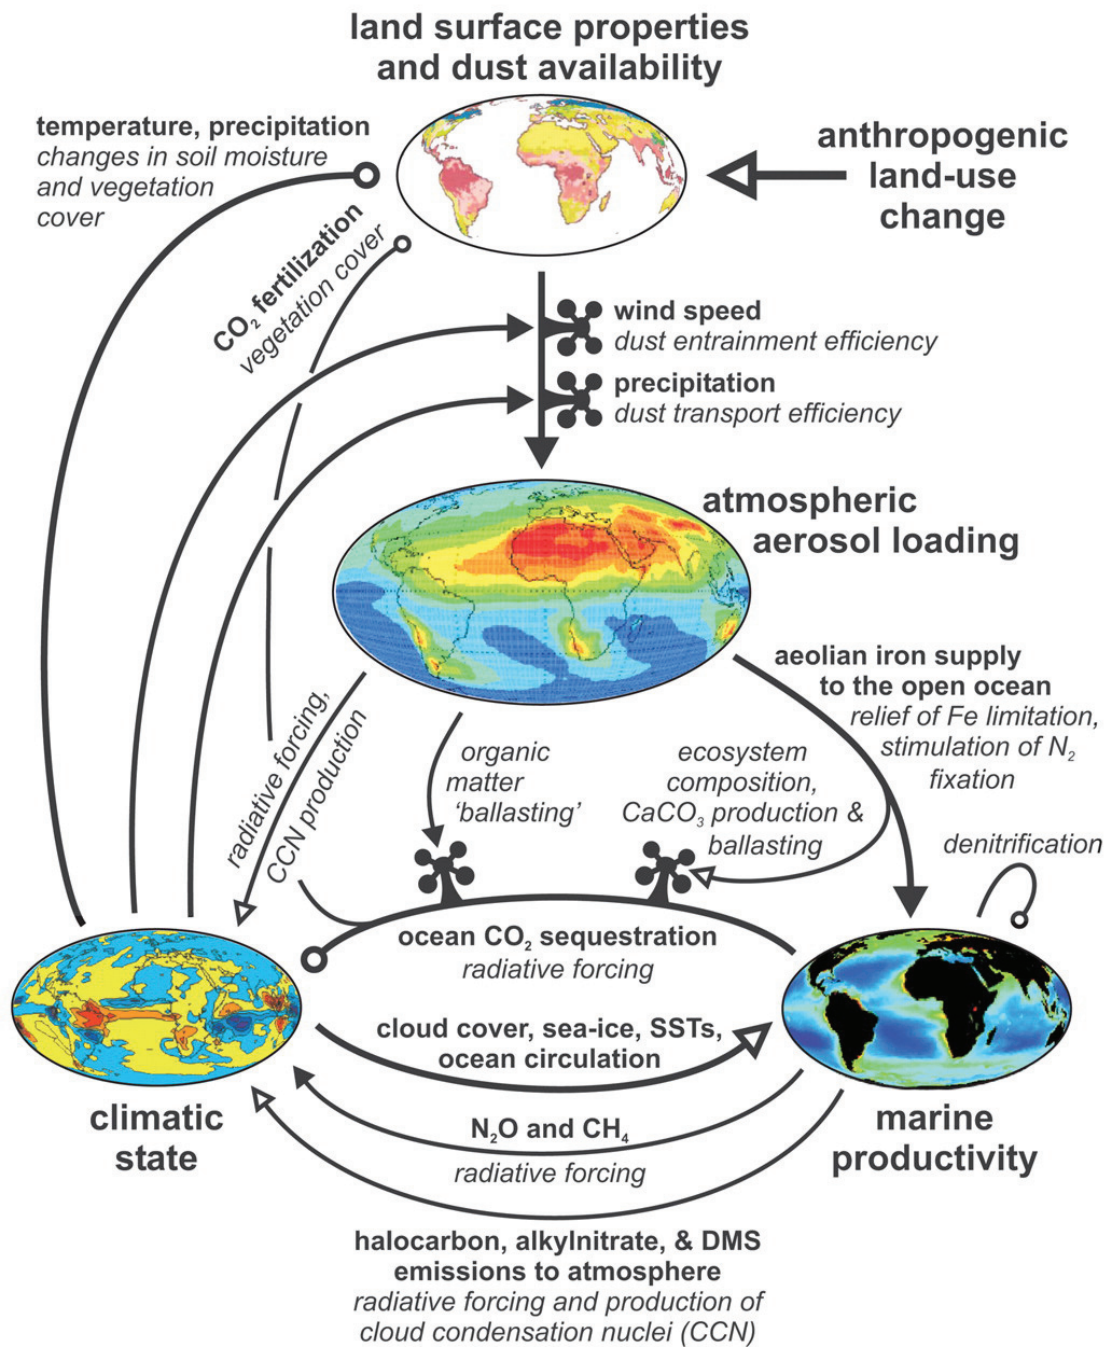 land surface properties
and dust availability
temperature, precipitation
changes in soil moisture
and vegetation
cover
anthropogenic
land-use
change
CO₂ fertilization
vegetation cover
wind speed
dust entrainment efficiency
precipitation
dust transport efficiency
atmospheric
aerosol loading
aeolian iron supply
to the open ocean
relief of Fe limitation,
stimulation of N₂
fixation
radiative forcing,
CCN production
organic
matter
‘ballasting’
ecosystem
composition,
CaCO₃ production &
ballasting
denitrification
ocean CO₂ sequestration
radiative forcing
cloud cover, sea-ice, SSTs,
ocean circulation
climatic
state
N₂O and CH₄
radiative forcing
marine
productivity
halocarbon, alkylnitrate, & DMS
emissions to atmosphere
radiative forcing and production of
cloud condensation nuclei (CCN)